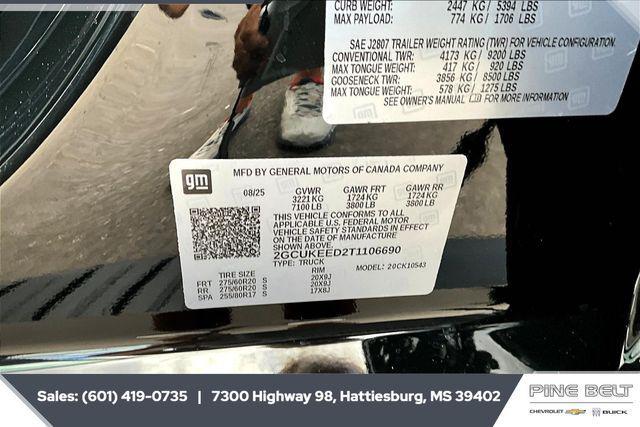 CURB WEIGHT: 2447 KG / 5394 LBS
MAX PAYLOAD: 774 KG / 1706 LBS
SAE J2807 TRAILER WEIGHT RATING (TWR) FOR VEHICLE CONFIGURATION
CONVENTIONAL TWR: 4173 KG / 9200 LBS
MAX TONGUE WEIGHT: 417 KG / 920 LBS
GOOSENECK TWR: 3856 KG / 8500 LBS
MAX TONGUE WEIGHT: 578 KG / 1275 LBS
SEE OWNER'S MANUAL FOR MORE INFORMATION
gm
MFD BY GENERAL MOTORS OF CANADA COMPANY
08/25 GVWR GAWR FRT GAWR RR
3221 KG 1724 KG 1724 KG
7100 LB 3800 LB 3800 LB
THIS VEHICLE CONFORMS TO ALL
APPLICABLE U.S. FEDERAL MOTOR
VEHICLE SAFETY STANDARDS IN EFFECT
ON THE DATE OF MANUFACTURE
SHOWN ABOVE.
2GCUKEED2T1106690
TYPE: TRUCK MODEL: 20CK10543
TIRE SIZE RIM
FRT 275/60R20 S 20X9J
RR 275/60R20 S 20X9J
SPA 255/80R17 S 17X8J
Sales: (601) 419-0735 | 7300 Highway 98, Hattiesburg, MS 39402
PINE BELT
CHEVROLET BUICK